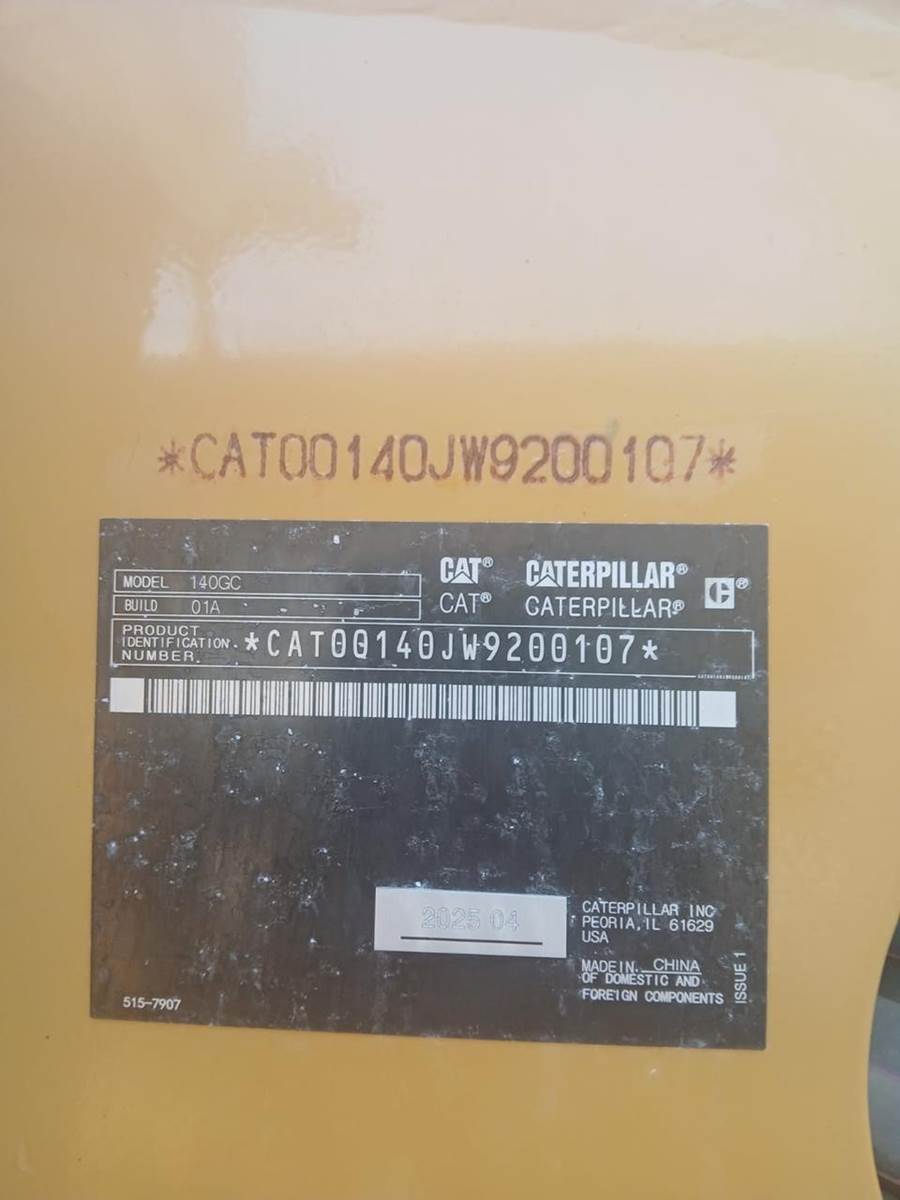 *CAT00140JW9200107*
CAT® CATERPILLAR®
MODEL 140GC
CAT® CATERPILLAR®
BUILD 01A
PRODUCT
IDENTIFICATION
NUMBER
*CAT00140JW9200107*
2025 04
CATERPILLAR INC
PEORIA, IL 61629
USA
MADE IN CHINA
OF DOMESTIC AND
FOREIGN COMPONENTS
ISSUE 1
515-7907